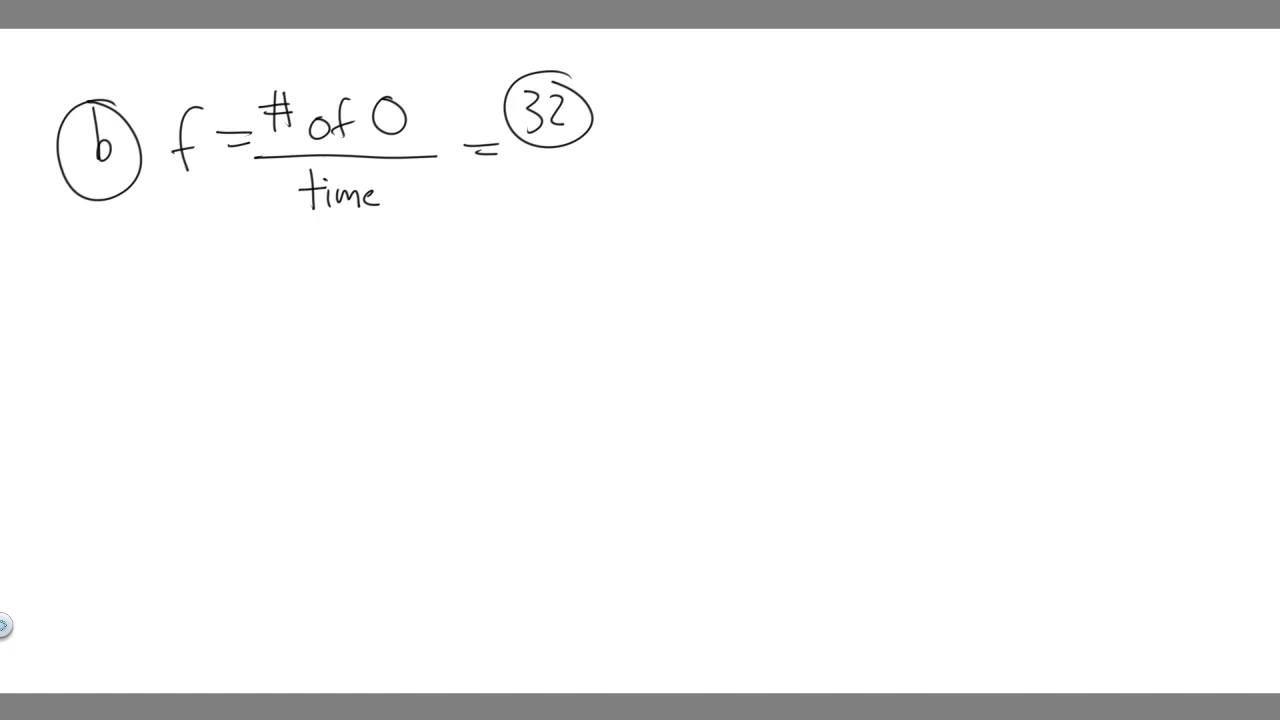 b f = # of O / time = 32